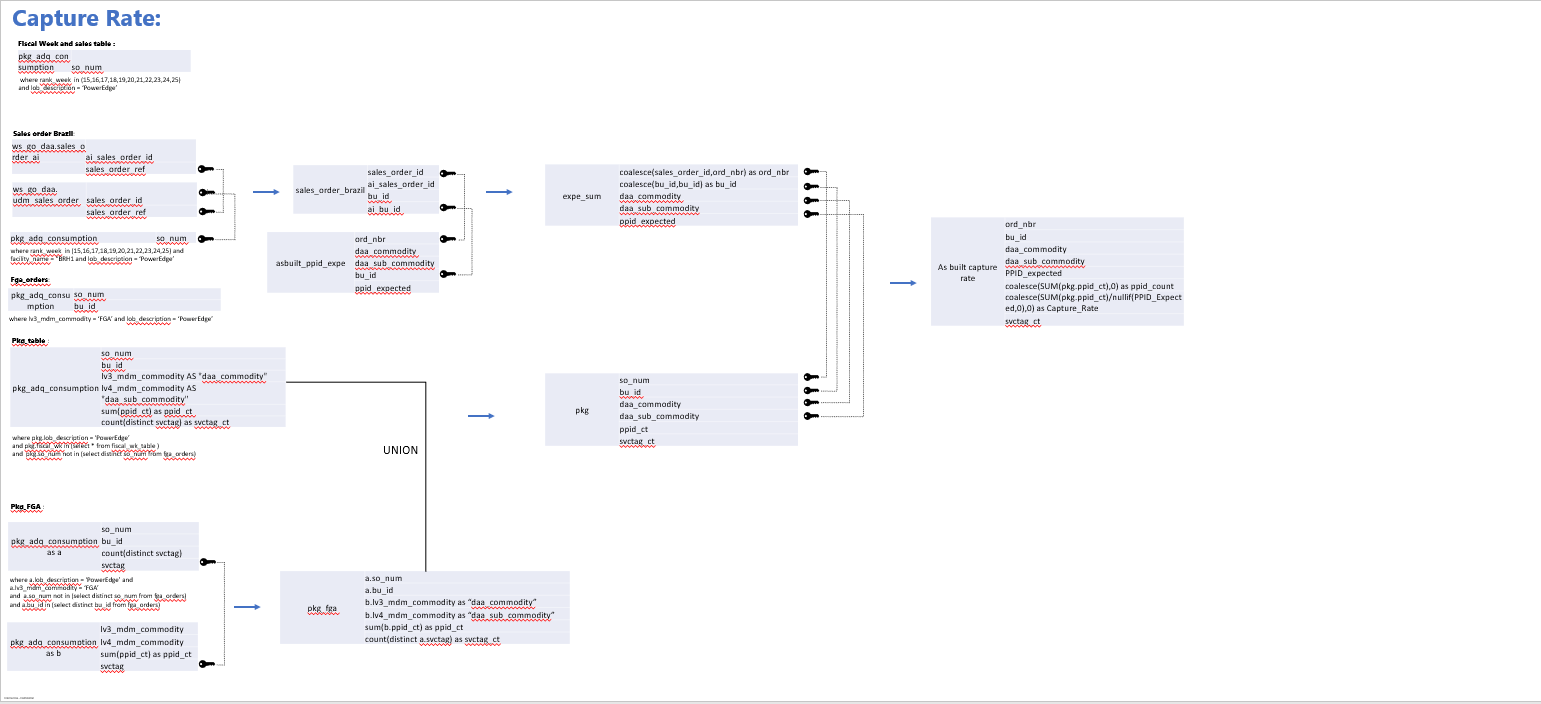 Capture Rate:
Fiscal Week and sales table :
pkg_adq_con
sumption so_num
where rank_week in (15,16,17,18,19,20,21,22,23,24,25)
and lob_description = 'PowerEdge'
Sales order Brazil:
ws_go_daa.sales_o
rder_ai ai_sales_order_id
sales_order_ref
ws_go_daa.
udm_sales_order sales_order_id
sales_order_ref
pkg_adq_consumption so_num
where rank_week in (15,16,17,18,19,20,21,22,23,24,25) and
facility_name = 'BRH1 and lob_description = 'PowerEdge'
Fga_orders:
pkg_adq_consu so_num
mption bu_id
where lv3_mdm_commodity = 'FGA' and lob_description = 'PowerEdge'
Pkg_table :
so_num
bu_id
lv3_mdm_commodity AS "daa_commodity"
pkg_adq_consumption lv4_mdm_commodity AS
"daa_sub_commodity"
sum(ppid_ct) as ppid_ct
count(distinct svctag) as svctag_ct
where pkg.lob_description = 'PowerEdge'
and pkg.fiscal_wk in (select * from fiscal_wk_table )
and pkg.so_num not in (select distinct so_num from fga_orders)
UNION
Pkg_FGA :
so_num
pkg_adq_consumption bu_id
as a count(distinct svctag)
svctag
where a.lob_description = 'PowerEdge' and
a.lv3_mdm_commodity = 'FGA'
and a.so_num not in (select distinct so_num from fga_orders)
and a.bu_id in (select distinct bu_id from fga_orders)
lv3_mdm_commodity
pkg_adq_consumption lv4_mdm_commodity
as b sum(ppid_ct) as ppid_ct
svctag
sales_order_id
sales_order_brazil ai_sales_order_id
bu_id
ai_bu_id
ord_nbr
daa_commodity
asbuilt_ppid_expe daa_sub_commodity
bu_id
ppid_expected
coalesce(sales_order_id,ord_nbr) as ord_nbr
coalesce(bu_id,bu_id) as bu_id
expe_sum daa_commodity
daa_sub_commodity
ppid_expected
so_num
bu_id
pkg daa_commodity
daa_sub_commodity
ppid_ct
svctag_ct
a.so_num
a.bu_id
pkg_fga b.lv3_mdm_commodity as “daa_commodity”
b.lv4_mdm_commodity as “daa_sub_commodity”
sum(b.ppid_ct) as ppid_ct
count(distinct a.svctag) as svctag_ct
ord_nbr
bu_id
daa_commodity
As built capture daa_sub_commodity
rate PPID_expected
coalesce(SUM(pkg.ppid_ct),0) as ppid_count
coalesce(SUM(pkg.ppid_ct)/nullif(PPID_Expect
ed,0),0) as Capture_Rate
svctag_ct